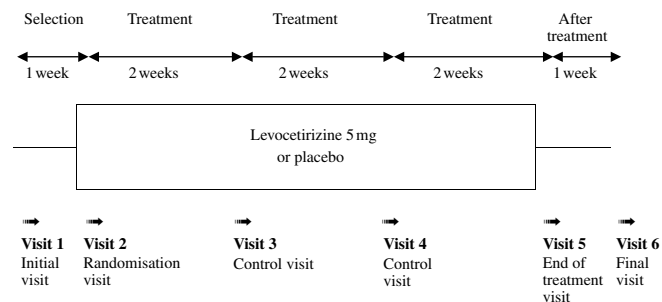 Selection Treatment Treatment Treatment After
treatment
1 week 2 weeks 2 weeks 2 weeks 1 week
Levocetirizine 5 mg
or placebo
Visit 1 Visit 2 Visit 3 Visit 4 Visit 5 Visit 6
Initial Randomisation Control visit Control End of Final
visit visit visit treatment visit
visit